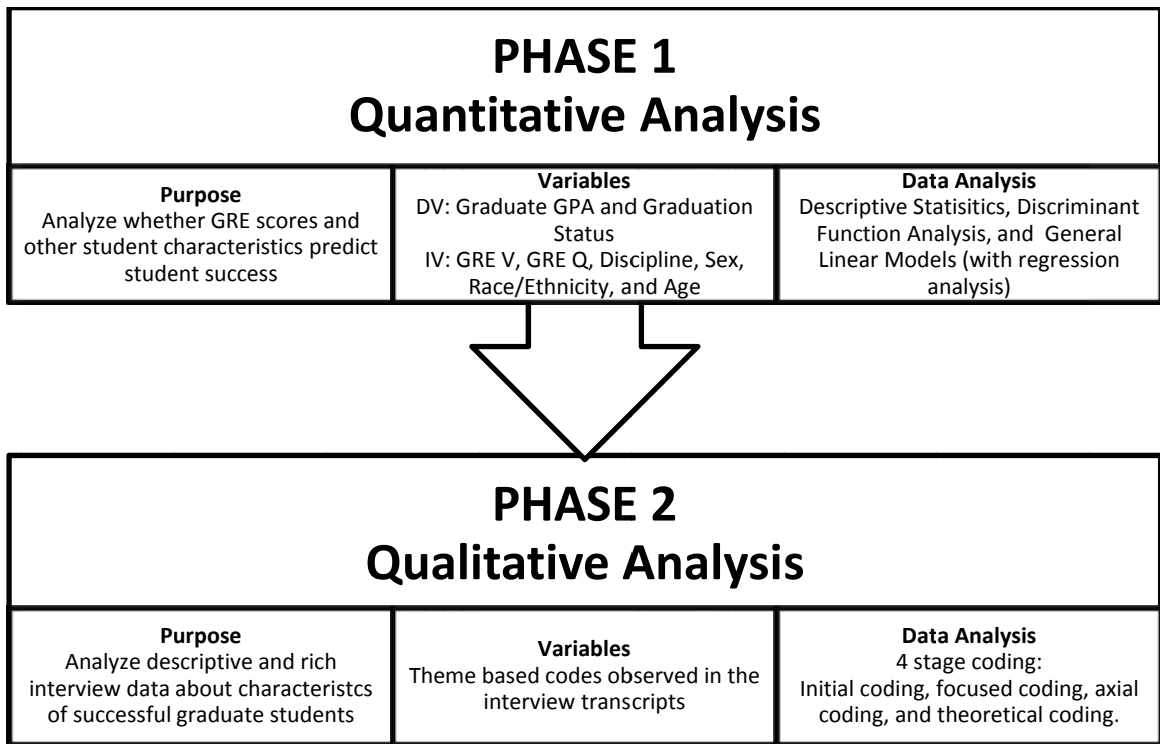 PHASE 1
Quantitative Analysis
Purpose
Analyze whether GRE scores and
other student characteristics predict
student success
Variables
DV: Graduate GPA and Graduation
Status
IV: GRE V, GRE Q, Discipline, Sex,
Race/Ethnicity, and Age
Data Analysis
Descriptive Statisitics, Discriminant
Function Analysis, and General
Linear Models (with regression
analysis)
PHASE 2
Qualitative Analysis
Purpose
Analyze descriptive and rich
interview data about characteristcs
of successful graduate students
Variables
Theme based codes observed in the
interview transcripts
Data Analysis
4 stage coding:
Initial coding, focused coding, axial
coding, and theoretical coding.